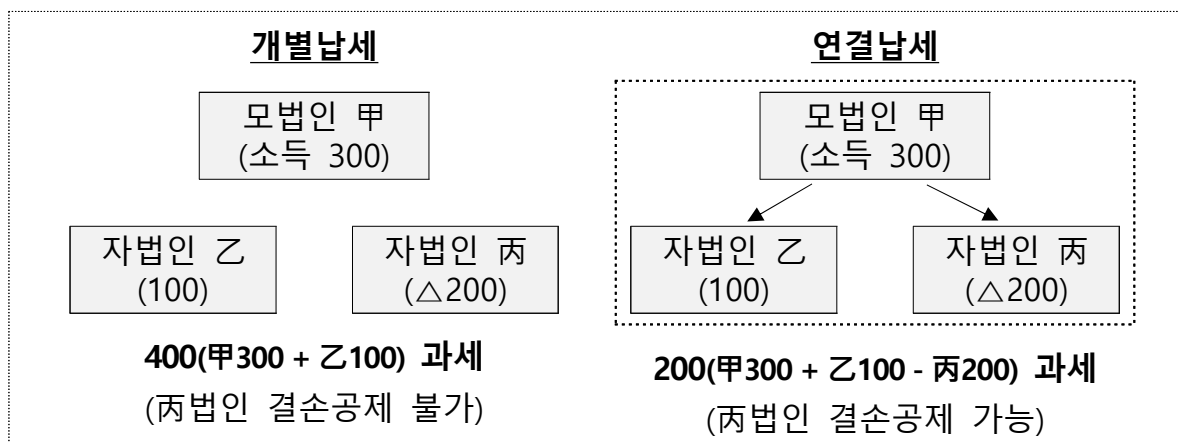 개별납세
모법인 甲
(소득 300)
자법인 乙
(100)
자법인 丙
(△200)
400(甲300 + 乙100) 과세
(丙법인 결손공제 불가)
연결납세
모법인 甲
(소득 300)
자법인 乙
(100)
자법인 丙
(△200)
200(甲300 + 乙100 - 丙200) 과세
(丙법인 결손공제 가능)